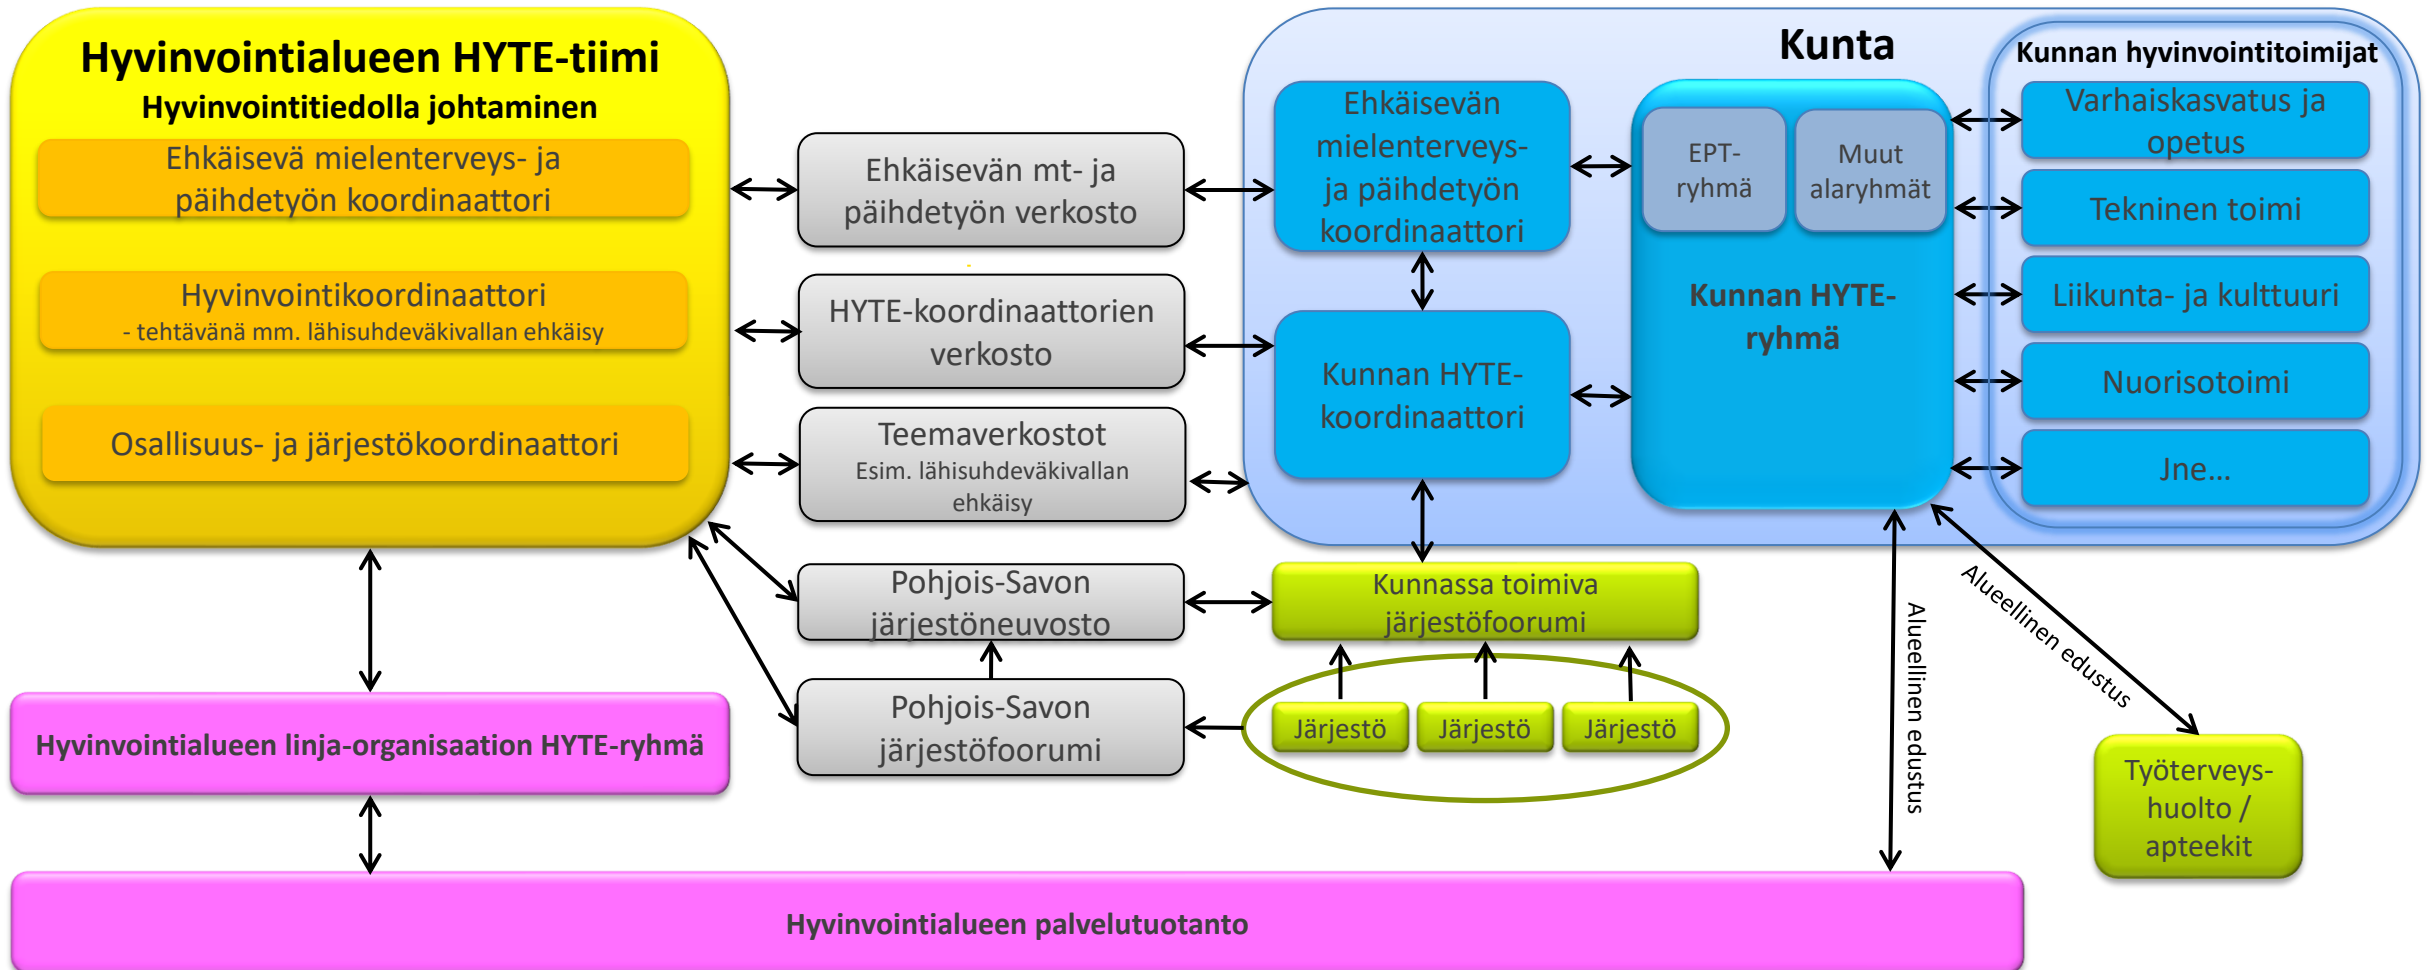 Hyvinvointialueen HYTE-tiimi
Hyvinvointitiedolla johtaminen
Ehkäisevä mielenterveys- ja
päihdetyön koordinaattori
Hyvinvointikoordinaattori
- tehtävänä mm. lähisuhdeväkivallan ehkäisy
Osallisuus- ja järjestökoordinaattori
Ehkäisevän mt- ja
päihdetyön verkosto
HYTE-koordinaattorien
verkosto
Teemaverkostot
Esim. lähisuhdeväkivallan
ehkäisy
Pohjois-Savon
järjestöneuvosto
Pohjois-Savon
järjestöfoorumi
Kunta
Ehkäisevän
mielenterveys-
ja päihdetyön
koordinaattori
Kunnan HYTE-
koordinaattori
EPT-
ryhmä
Muut
alaryhmät
Kunnan HYTE-
ryhmä
Kunnan hyvinvointitoimijat
Varhaiskasvatus ja
opetus
Tekninen toimi
Liikunta- ja kulttuuri
Nuorisotoimi
Jne...
Kunnassa toimiva
järjestöfoorumi
Järjestö
Järjestö
Järjestö
Alueellinen edustus
Alueellinen edustus
Työterveys-
huolto /
apteekit
Hyvinvointialueen linja-organisaation HYTE-ryhmä
Hyvinvointialueen palvelutuotanto